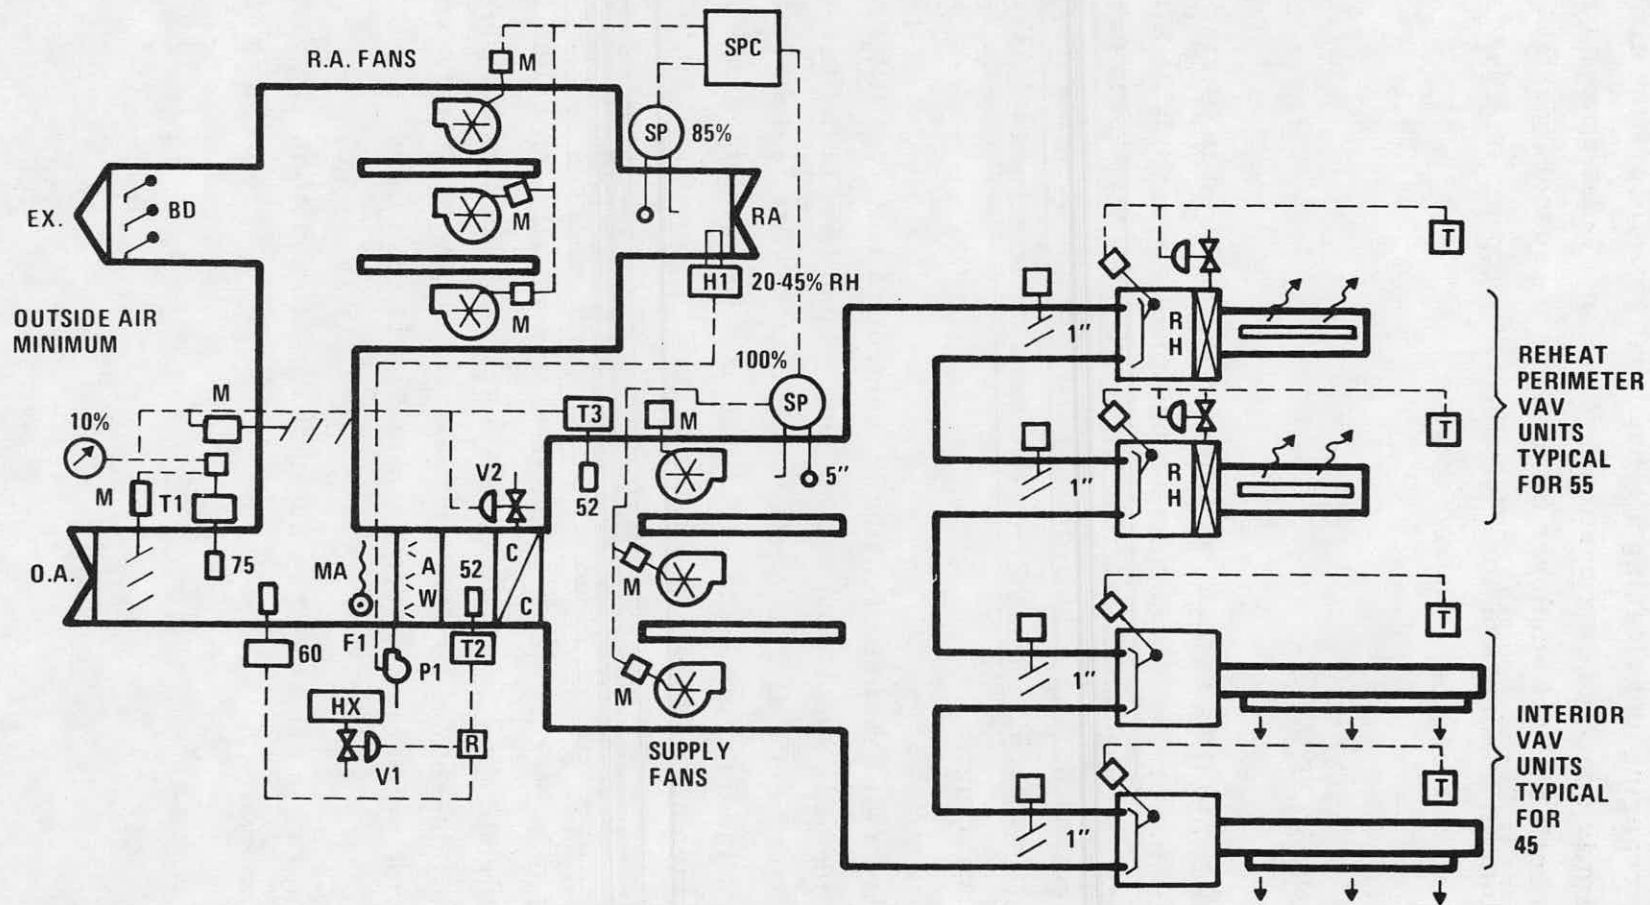 SPC
R.A. FANS
M
SP
85%
EX.
BD
M
RA
H1
20-45% RH
M
OUTSIDE AIR
MINIMUM
100%
SP
M
T3
M
10%
V2
5"
52
M
T1
O.A.
75
MA
A
W
52
C
C
M
F1
60
P1
T2
HX
R
V1
M
SUPPLY
FANS
T
1"
R
H
T
1"
R
H
REHEAT
PERIMETER
VAV
UNITS
TYPICAL
FOR 55
T
1"
T
1"
INTERIOR
VAV
UNITS
TYPICAL
FOR
45